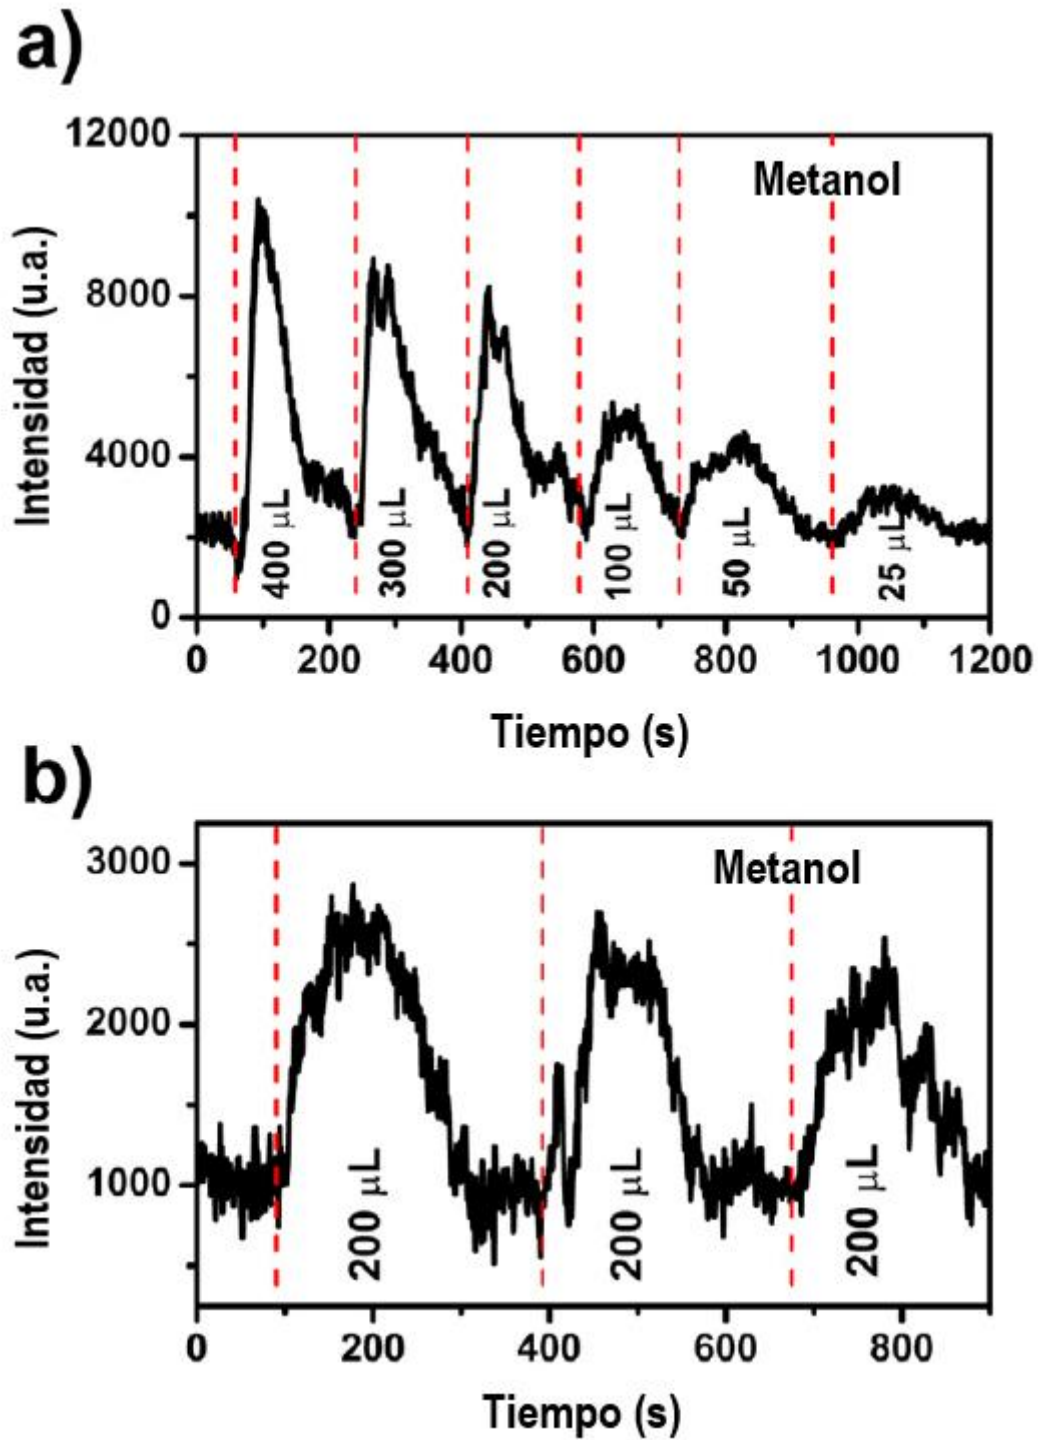 a)
12000
8000
4000
0
Intensidad (u.a.)
Metanol
400 μL
300 μL
200 μL
100 μL
50 μL
25 μL
0 200 400 600 800 1000 1200
Tiempo (s)
b)
3000
2000
1000
Intensidad (u.a.)
Metanol
200 μL
200 μL
200 μL
0 200 400 600 800
Tiempo (s)